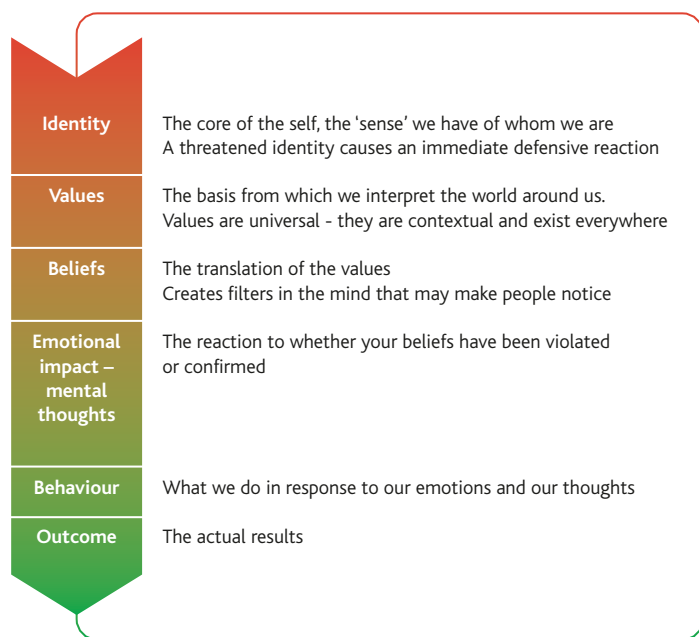 Identity
The core of the self, the ‘sense’ we have of whom we are
A threatened identity causes an immediate defensive reaction
Values
The basis from which we interpret the world around us.
Values are universal - they are contextual and exist everywhere
Beliefs
The translation of the values
Creates filters in the mind that may make people notice
Emotional
impact –
mental
thoughts
The reaction to whether your beliefs have been violated
or confirmed
Behaviour
What we do in response to our emotions and our thoughts
Outcome
The actual results